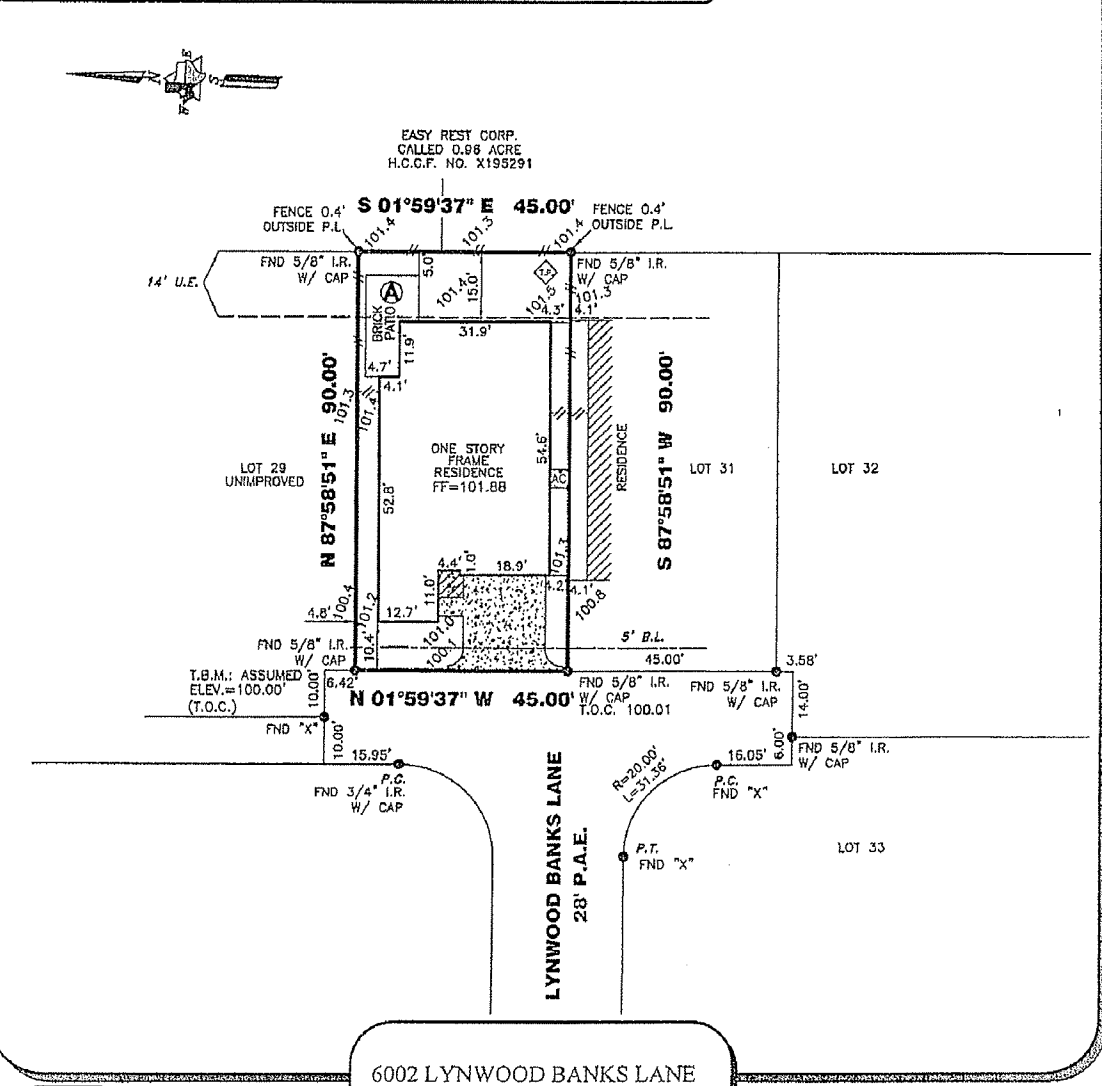 N
E
S
EASY REST CORP.
CALLED 0.96 ACRE
H.C.C.F. NO. X195291
S 01°59'37" E 45.00'
FENCE 0.4'
OUTSIDE P.L
FENCE 0.4'
OUTSIDE P.L.
101.4
101.3
101.4
FND 5/8" I.R.
W/ CAP
FND 5/8" I.R.
W/ CAP
14' U.E.
5.0'
15.0'
101.4
T.P.
101.5
101.3
4.3'
4.1'
A
BRICK
PATIO
31.9'
11.9'
4.7'
4.1'
N 87°58'51" E 90.00'
101.3
101.4
ONE STORY
FRAME
RESIDENCE
FF=101.88
52.8'
54.6'
AC
RESIDENCE
S 87°58'51" W 90.00'
LOT 29
UNIMPROVED
LOT 31
LOT 32
4.4'
1.0'
18.9'
101.3
11.0'
4.2'
4.1'
100.8
100.4
101.2
4.8'
12.7'
101.0
100.1
10.4'
5' B.L.
FND 5/8" I.R.
W/ CAP
45.00'
3.58'
T.B.M.: ASSUMED
ELEV.=100.00'
(T.O.C.)
10.00'
6.42'
N 01°59'37" W 45.00'
FND 5/8" I.R.
W/ CAP
T.O.C. 100.01
FND 5/8" I.R.
W/ CAP
14.00'
FND "X"
10.00'
15.95'
P.C.
FND 3/4" I.R.
W/ CAP
6.00'
FND 5/8" I.R.
W/ CAP
16.05'
P.C.
FND "X"
R=20.00'
L=31.36'
LYNWOOD BANKS LANE
28' P.A.E.
P.T.
FND "X"
LOT 33
6002 LYNWOOD BANKS LANE